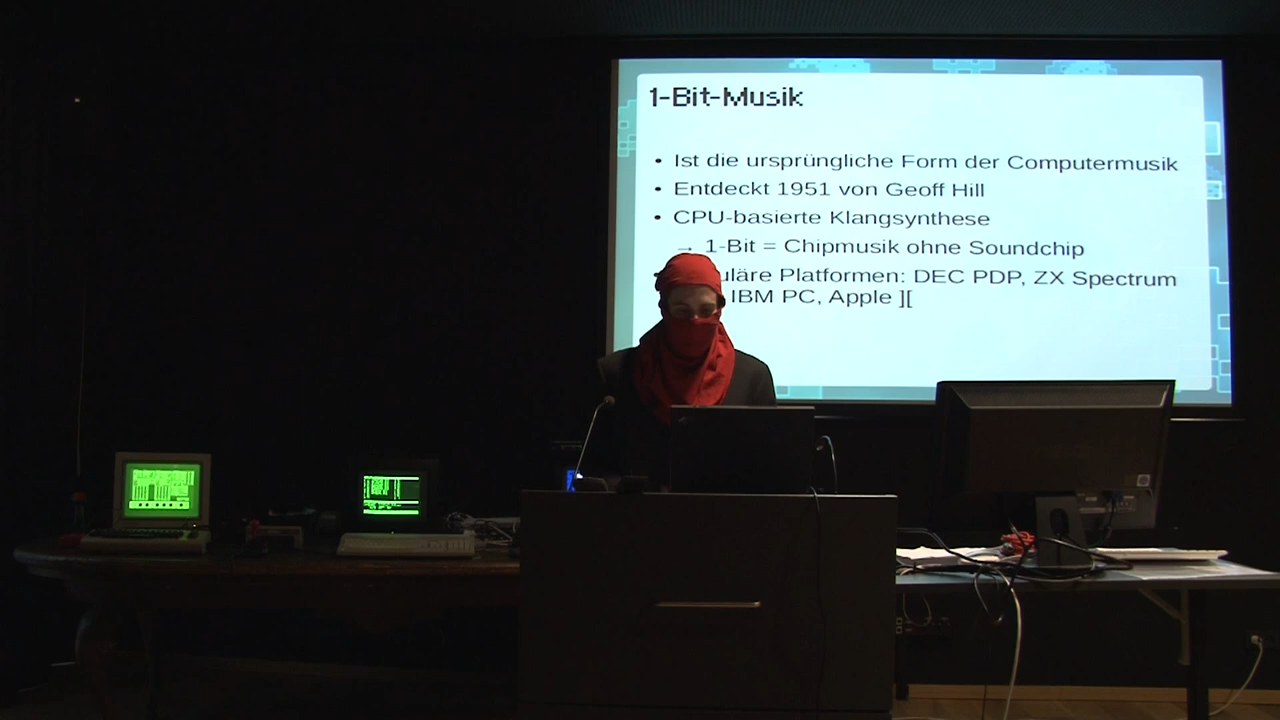 1-Bit-Musik
• Ist die ursprüngliche Form der Computermusik
• Entdeckt 1951 von Geoff Hill
• CPU-basierte Klangsynthese
→ 1-Bit = Chipmusik ohne Soundchip
Platformen: DEC PDP, ZX Spectrum
IBM PC, Apple ][